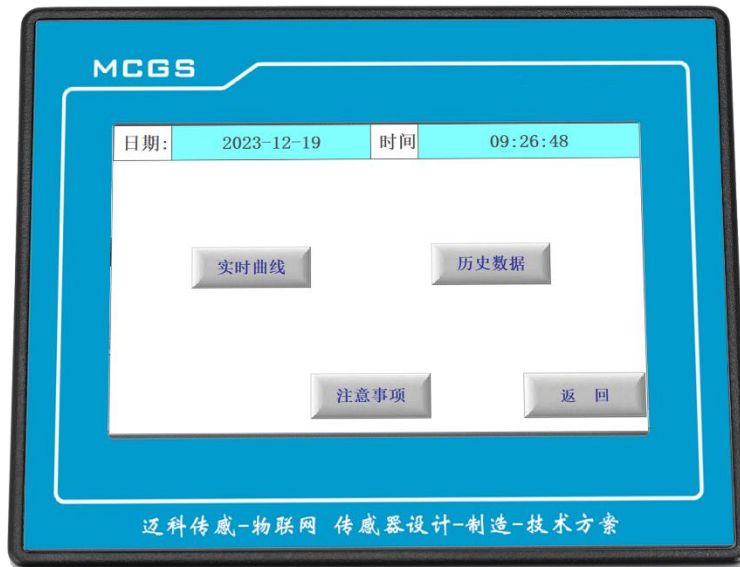 MCGS
日期: 2023-12-19 时间 09:26:48
实时曲线 历史数据
注意事项 返 回
迈科传感-物联网 传感器设计-制造-技术方案